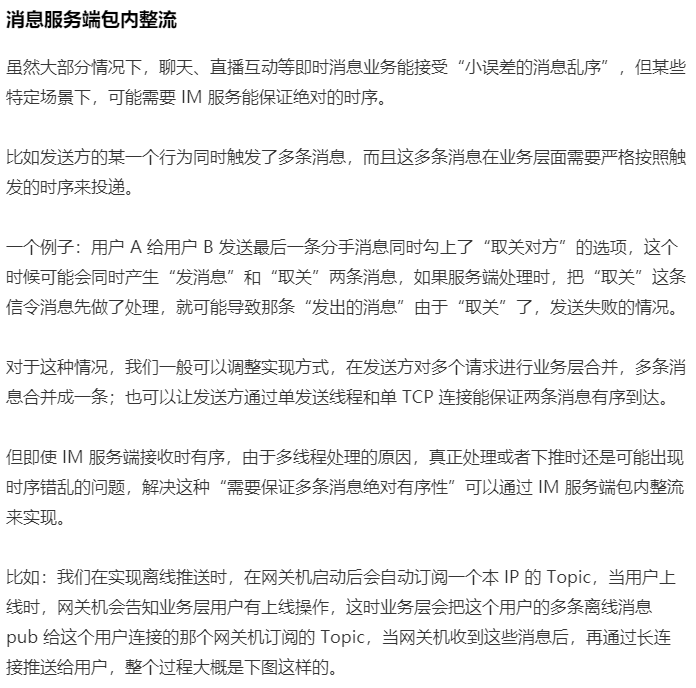 消息服务端包内整流
虽然大部分情况下，聊天、直播互动等即时消息业务能接受“小误差的消息乱序”，但某些
特定场景下，可能需要 IM 服务能保证绝对的时序。
比如发送方的某一个行为同时触发了多条消息，而且这多条消息在业务层面需要严格按照触
发的时序来投递。
一个例子：用户 A 给用户 B 发送最后一条分手消息同时勾上了“取关对方”的选项，这个
时候可能会同时产生“发消息”和“取关”两条消息，如果服务端处理时，把“取关”这条
信令消息先做了处理，就可能导致那条“发出的消息”由于“取关”了，发送失败的情况。
对于这种情况，我们一般可以调整实现方式，在发送方对多个请求进行业务层合并，多条消
息合并成一条；也可以让发送方通过单发送线程和单 TCP 连接能保证两条消息有序到达。
但即使 IM 服务端接收时有序，由于多线程处理的原因，真正处理或者下推时还是可能出现
时序错乱的问题，解决这种“需要保证多条消息绝对有序性”可以通过 IM 服务端包内整流
来实现。
比如：我们在实现离线推送时，在网关机启动后会自动订阅一个本 IP 的 Topic，当用户上
线时，网关机会告知业务层用户有上线操作，这时业务层会把这个用户的多条离线消息
pub 给这个用户连接的那个网关机订阅的 Topic，当网关机收到这些消息后，再通过长连
接推送给用户，整个过程大概是下图这样的。